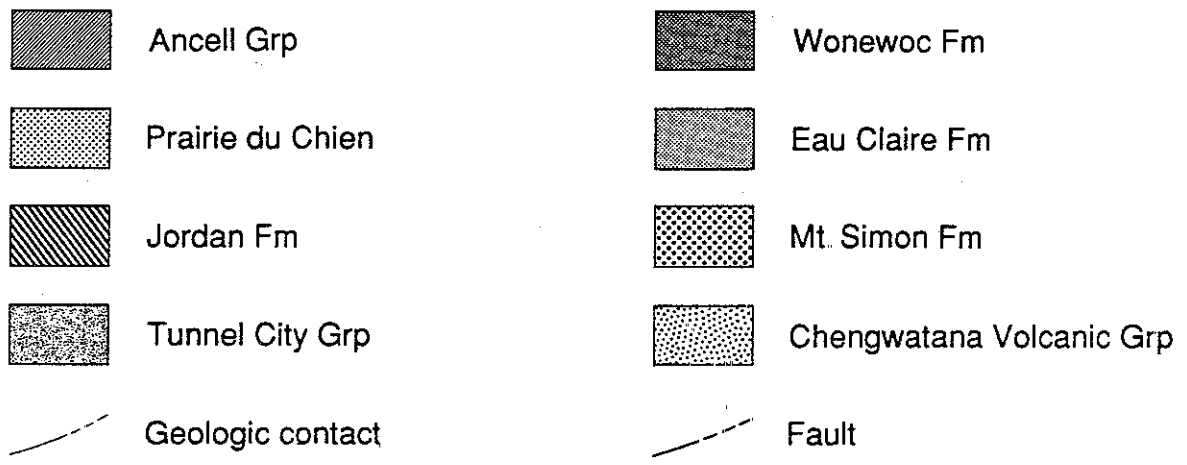 Ancell Grp
Prairie du Chien
Jordan Fm
Tunnel City Grp
Geologic contact
Wonewoc Fm
Eau Claire Fm
Mt. Simon Fm
Chengwatana Volcanic Grp
Fault